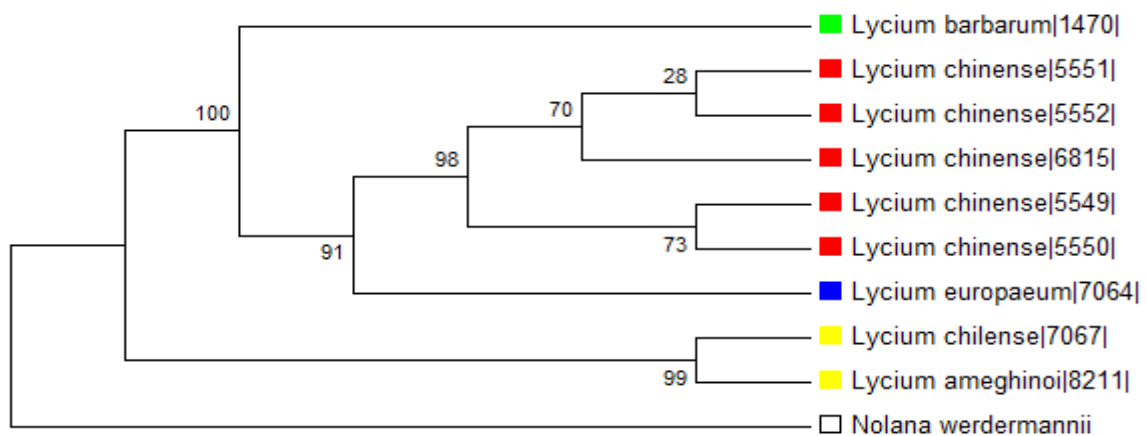 Lycium barbarum|1470|
28
Lycium chinense|5551|
100
70
Lycium chinense|5552|
98
Lycium chinense|6815|
Lycium chinense|5549|
91
73
Lycium chinense|5550|
Lycium europaeum|7064|
Lycium chilense|7067|
99
Lycium ameghinoi|8211|
Nolana werdermannii